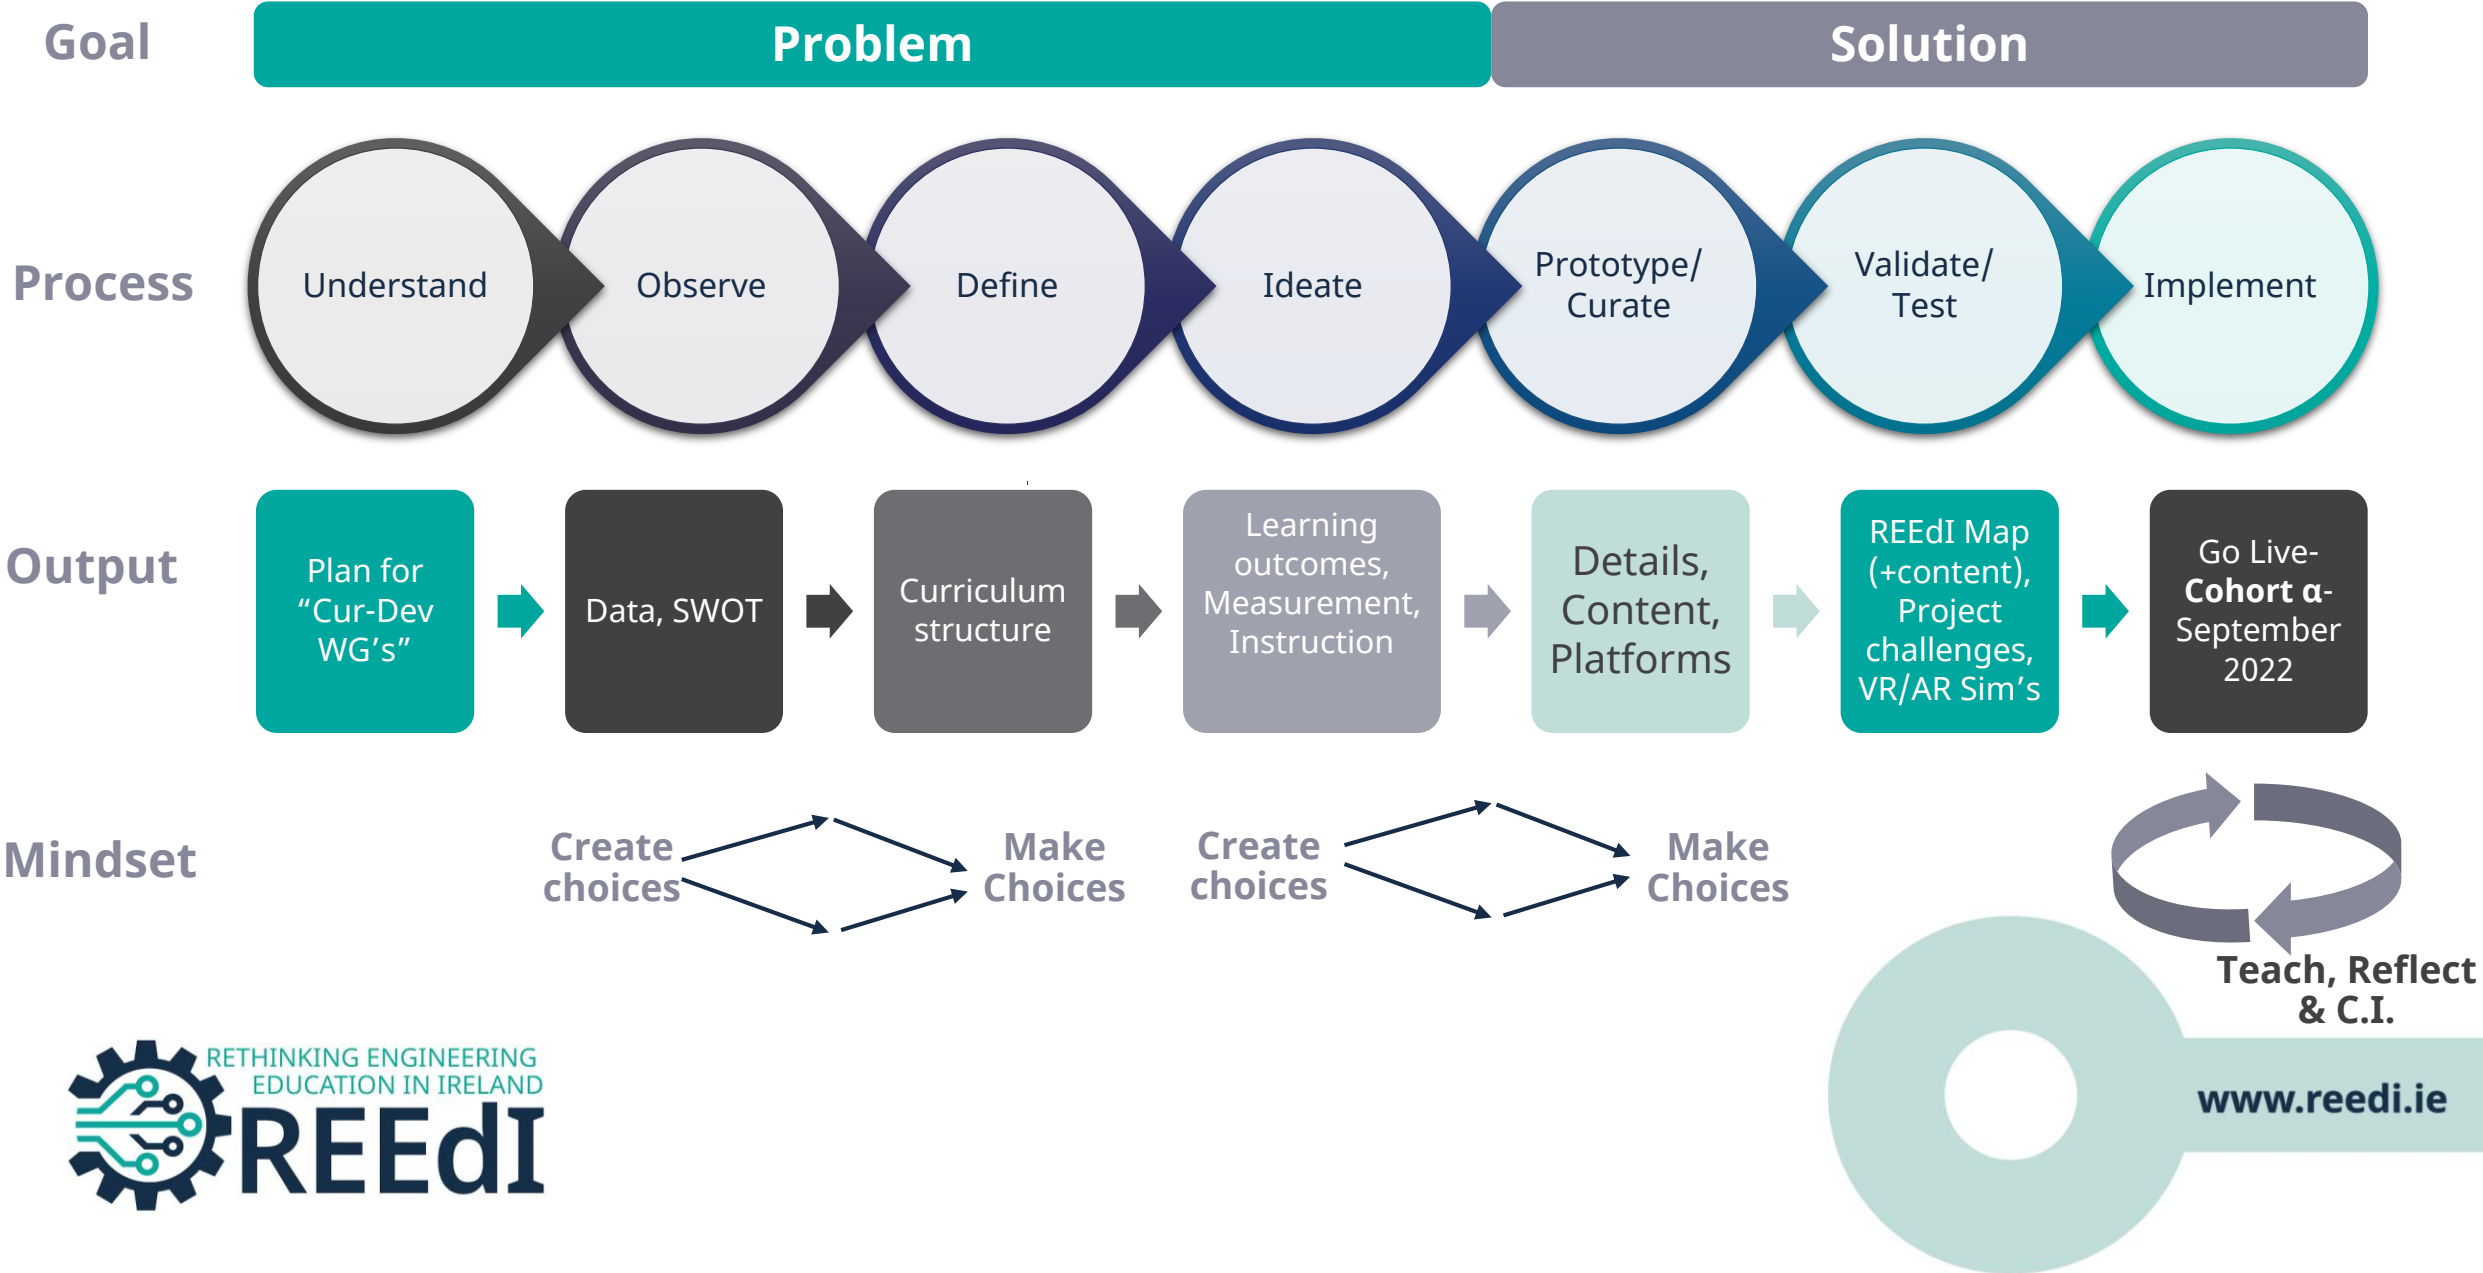 Goal
Problem
Solution
Process
Understand
Observe
Define
Ideate
Prototype/
Curate
Validate/
Test
Implement
Output
Plan for
“Cur-Dev
WG’s”
Data, SWOT
Curriculum
structure
Learning
outcomes,
Measurement,
Instruction
Details,
Content,
Platforms
REEdI Map
(+content),
Project
challenges,
VR/AR Sim’s
Go Live-
Cohort α-
September
2022
Mindset
Create
choices
Make
Choices
Create
choices
Make
Choices
Teach, Reflect
& C.I.
RETHINKING ENGINEERING
EDUCATION IN IRELAND
REEdI
www.reedi.ie